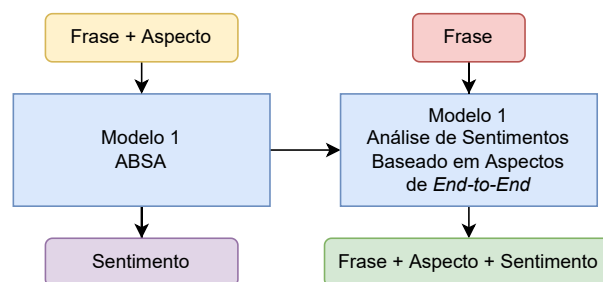 Frase + Aspecto
Frase
Modelo 1
ABSA
Modelo 1
Análise de Sentimentos
Baseado em Aspectos
de End-to-End
Sentimento
Frase + Aspecto + Sentimento